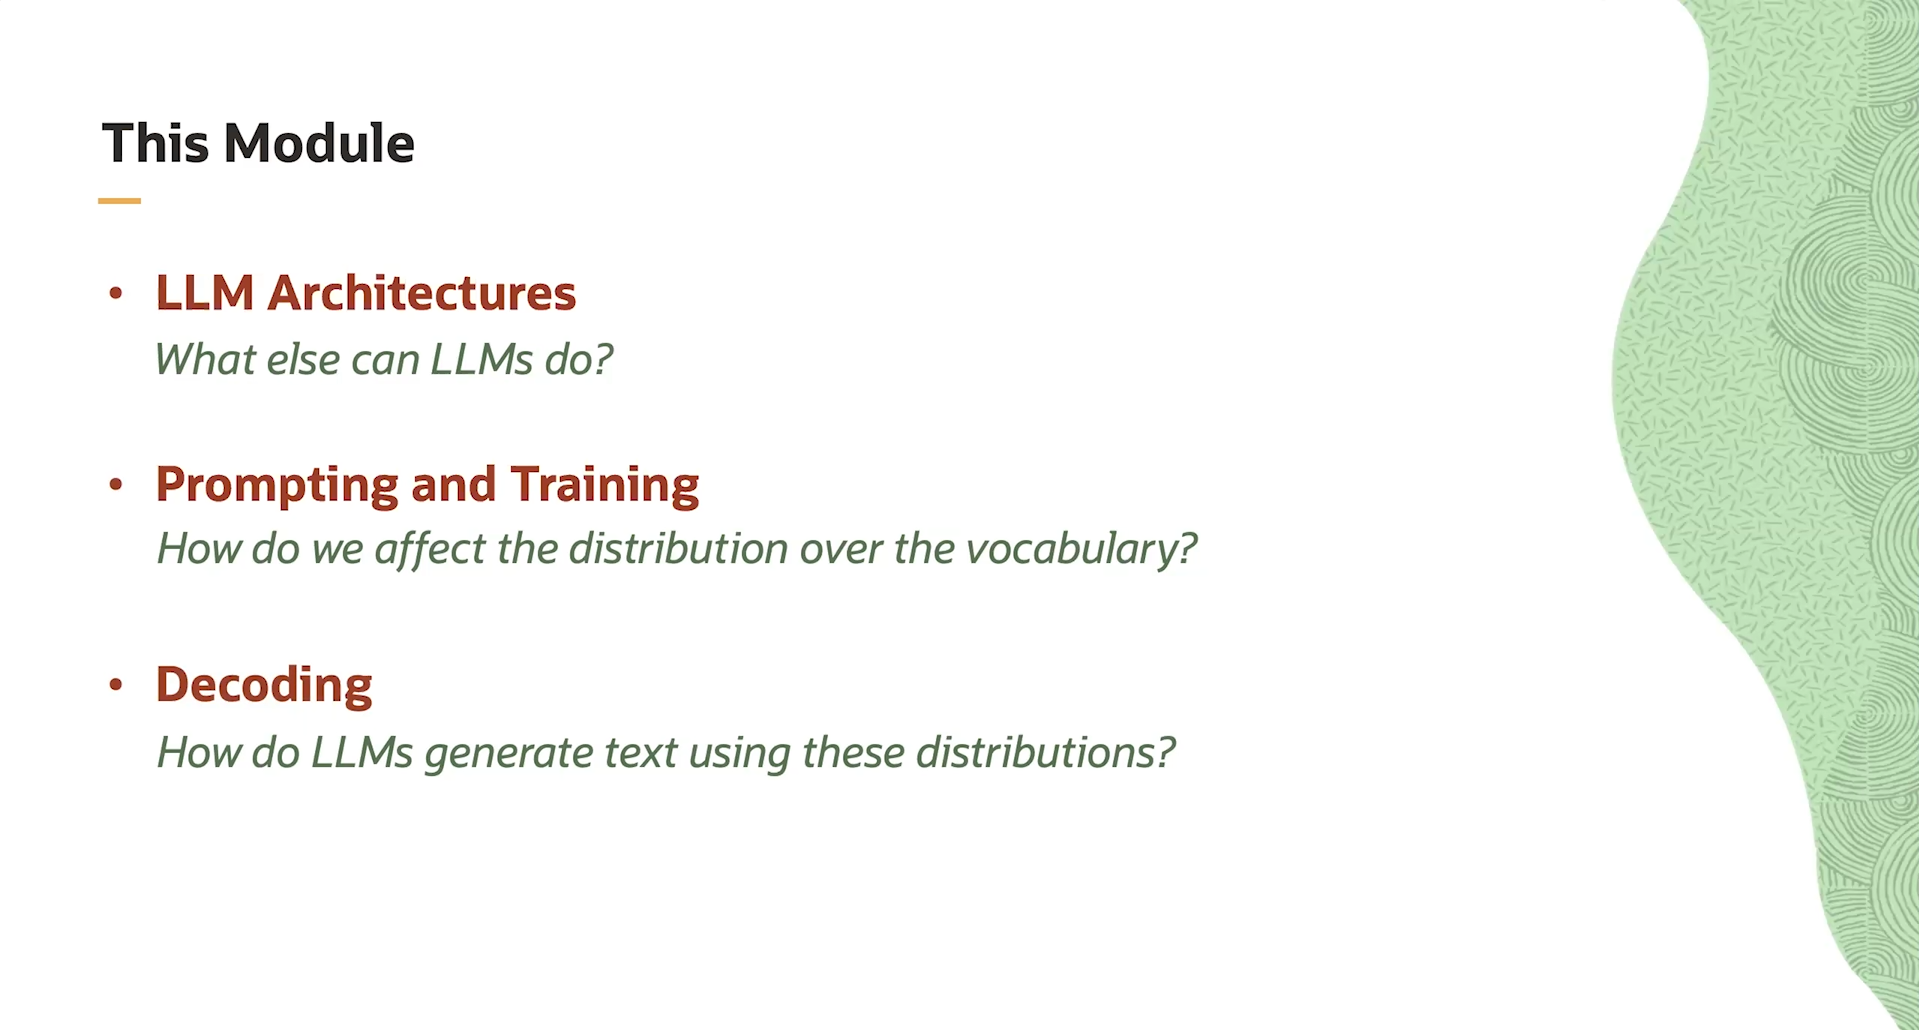 This Module
• LLM Architectures
What else can LLMs do?
• Prompting and Training
How do we affect the distribution over the vocabulary?
• Decoding
How do LLMs generate text using these distributions?